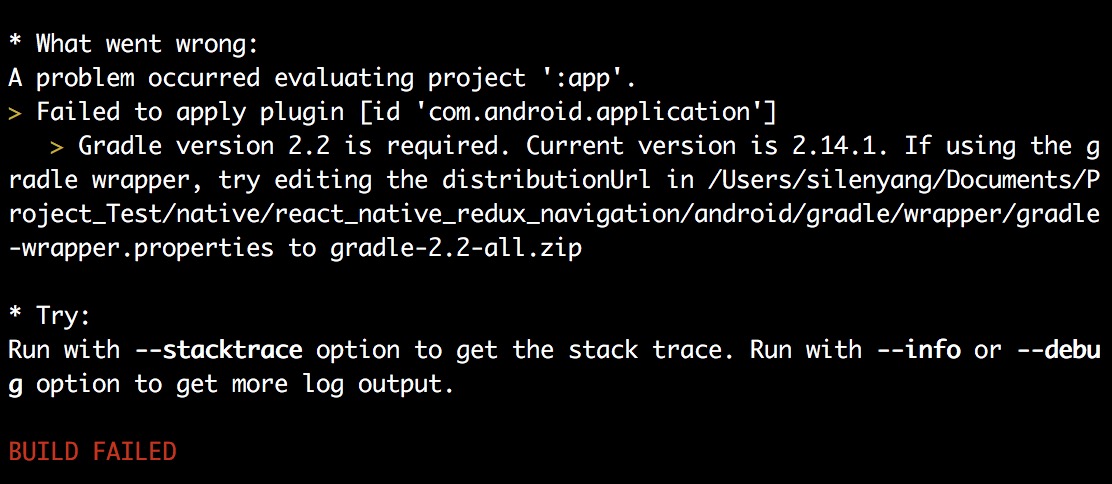 * What went wrong:
A problem occurred evaluating project ':app'.
> Failed to apply plugin [id 'com.android.application']
   > Gradle version 2.2 is required. Current version is 2.14.1. If using the g
radle wrapper, try editing the distributionUrl in /Users/silenyang/Documents/P
roject_Test/native/react_native_redux_navigation/android/gradle/wrapper/gradle
-wrapper.properties to gradle-2.2-all.zip
* Try:
Run with --stacktrace option to get the stack trace. Run with --info or --debu
g option to get more log output.
BUILD FAILED